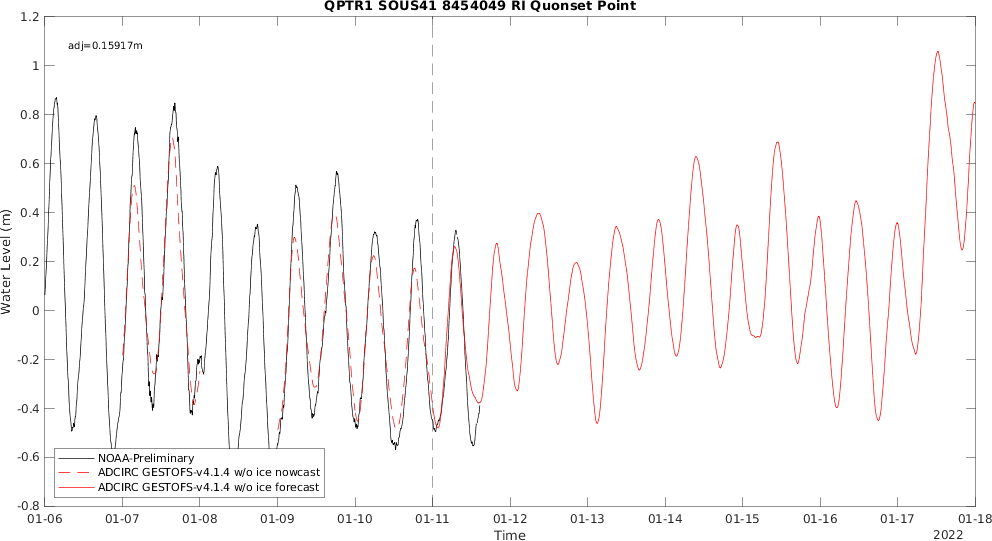 QPTR1 SOUS41 8454049 RI Quonset Point
adj=0.15917m
1.2
1
0.8
0.6
0.4
0.2
0
-0.2
-0.4
-0.6
-0.8
Water Level (m)
NOAA-Preliminary
ADCIRC GESTOFS-v4.1.4 w/o ice nowcast
ADCIRC GESTOFS-v4.1.4 w/o ice forecast
01-06 01-07 01-08 01-09 01-10 01-11 01-12 01-13 01-14 01-15 01-16 01-17 01-18
Time
2022